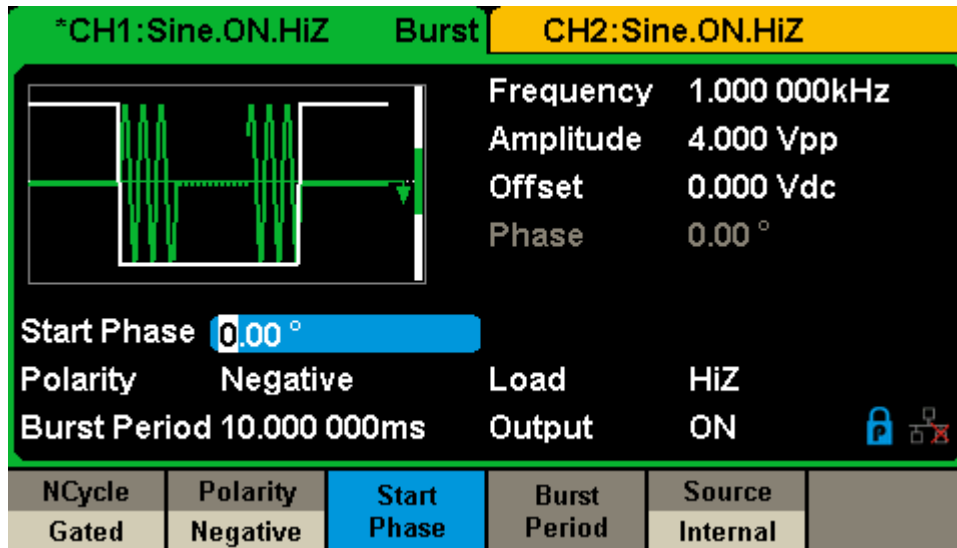 *CH1:Sine.ON.HiZ Burst CH2:Sine.ON.HiZ
Frequency 1.000 000kHz
Amplitude 4.000 Vpp
Offset 0.000 Vdc
Phase 0.00 °
Start Phase 0.00 °
Polarity Negative Load HiZ
Burst Period 10.000 000ms Output ON
P
NCycle Polarity Start Burst Source
Gated Negative Phase Period Internal